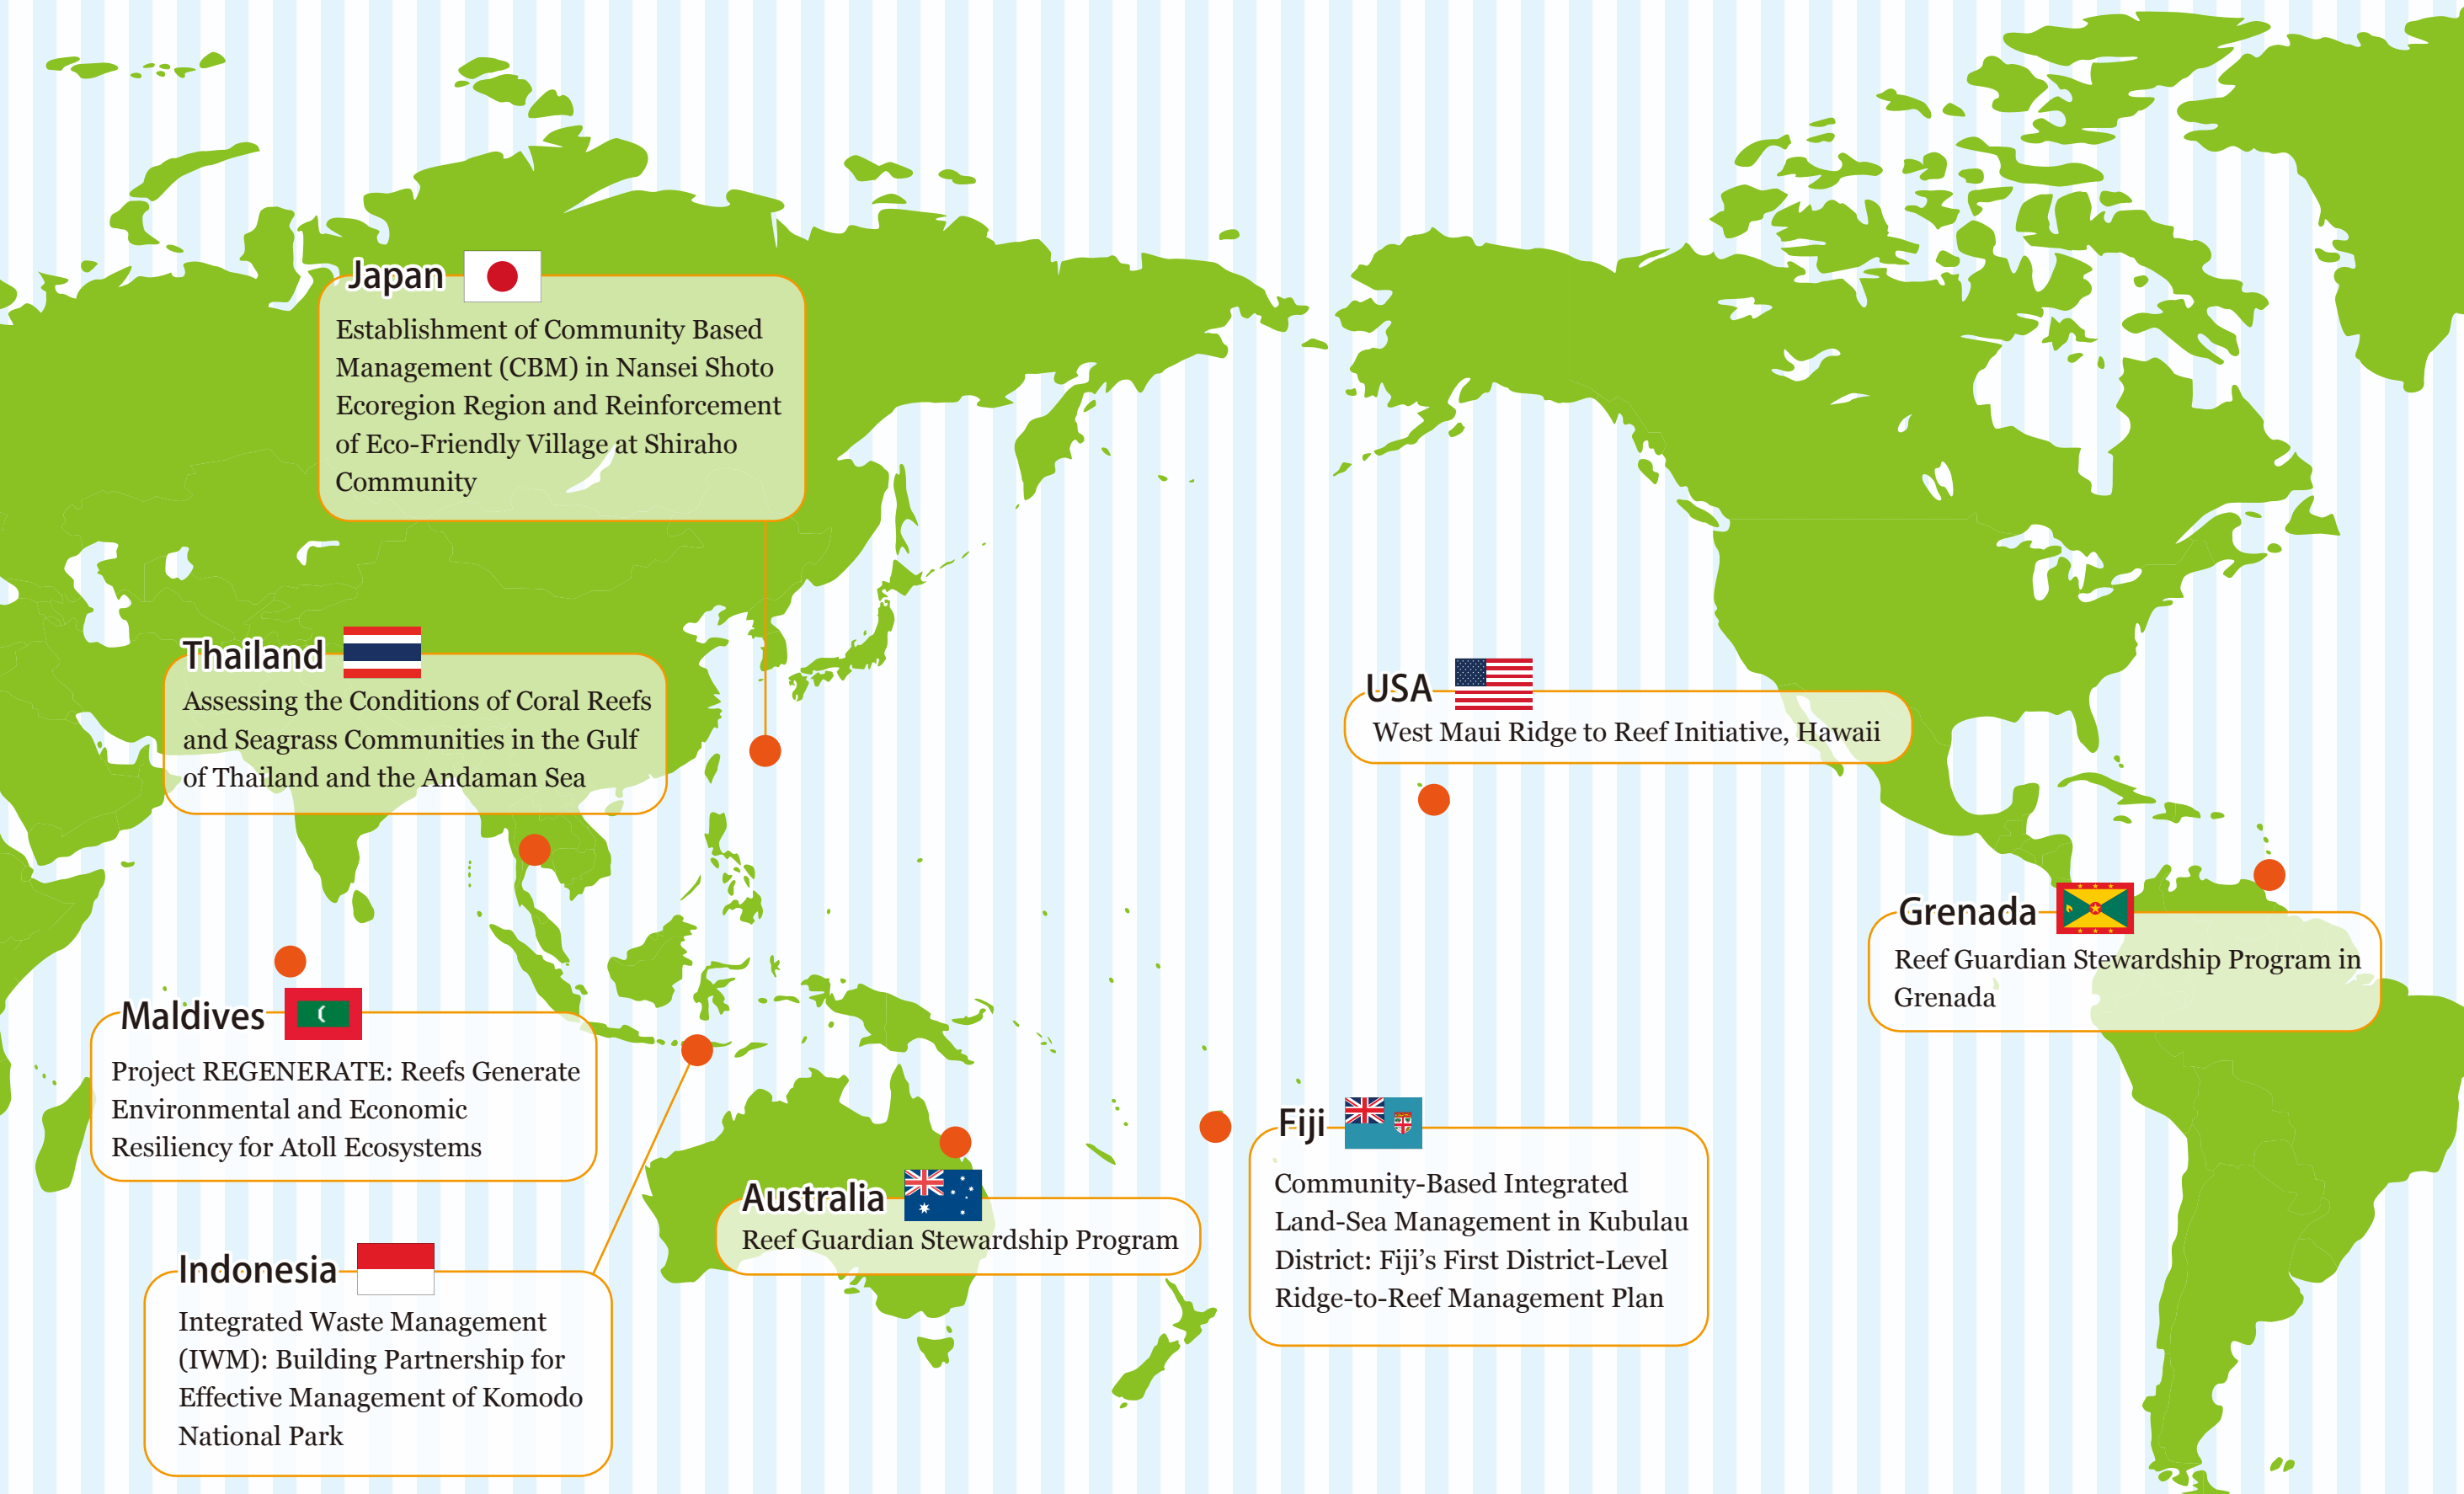 Japan
Establishment of Community Based
Management (CBM) in Nansei Shoto
Ecoregion Region and Reinforcement
of Eco-Friendly Village at Shiraho
Community
Thailand
Assessing the Conditions of Coral Reefs
and Seagrass Communities in the Gulf
of Thailand and the Andaman Sea
USA
West Maui Ridge to Reef Initiative, Hawaii
Grenada
Reef Guardian Stewardship Program in
Grenada
Maldives
Project REGENERATE: Reefs Generate
Environmental and Economic
Resiliency for Atoll Ecosystems
Fiji
Community-Based Integrated
Land-Sea Management in Kubulau
District: Fiji’s First District-Level
Ridge-to-Reef Management Plan
Australia
Reef Guardian Stewardship Program
Indonesia
Integrated Waste Management
(IWM): Building Partnership for
Effective Management of Komodo
National Park